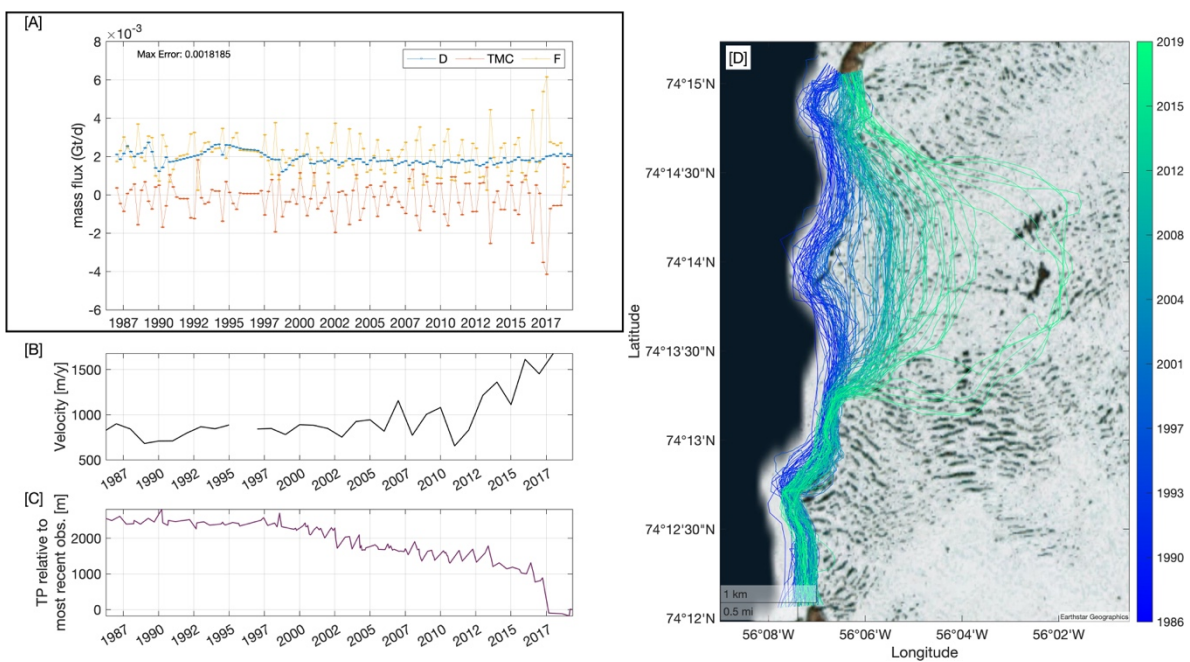 [A]
×10⁻³
Max Error: 0.0018185
D TMC F
8
6
4
2
0
-2
-4
-6
mass flux (Gt/d)
1987 1990 1992 1995 1997 2000 2002 2005 2007 2010 2012 2015 2017
[B]
1500
1000
500
Velocity [m/y]
1987 1990 1992 1995 1997 2000 2002 2005 2007 2010 2012 2015 2017
[C]
2000
1000
0
TP relative to
most recent obs. [m]
1987 1990 1992 1995 1997 2000 2002 2005 2007 2010 2012 2015 2017
[D]
74°15'N
74°14'30"N
74°14'N
74°13'30"N
74°13'N
74°12'30"N
74°12'N
Latitude
1 km
0.5 mi
Earthstar Geographics
56°08'W 56°06'W 56°04'W 56°02'W
Longitude
2019
2015
2012
2008
2004
2001
1997
1993
1990
1986